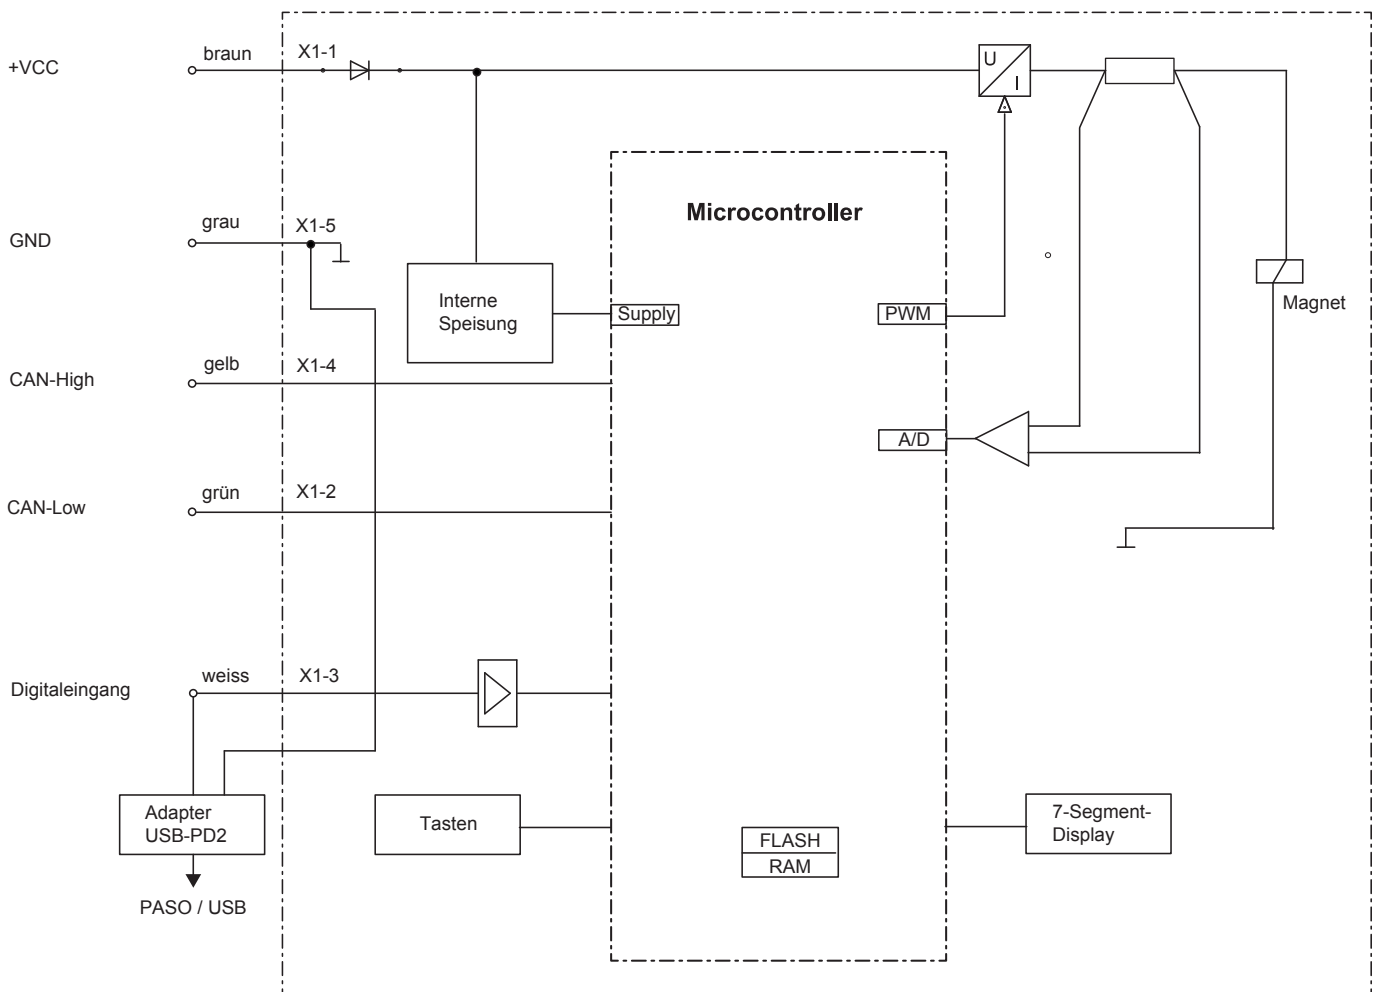 +VCC
braun
X1-1
U
I
Microcontroller
GND
grau
X1-5
Interne
Speisung
Supply
PWM
Magnet
CAN-High
gelb
X1-4
A/D
CAN-Low
grün
X1-2
Digitaleingang
weiss
X1-3
Adapter
USB-PD2
Tasten
FLASH
RAM
7-Segment-
Display
PASO / USB